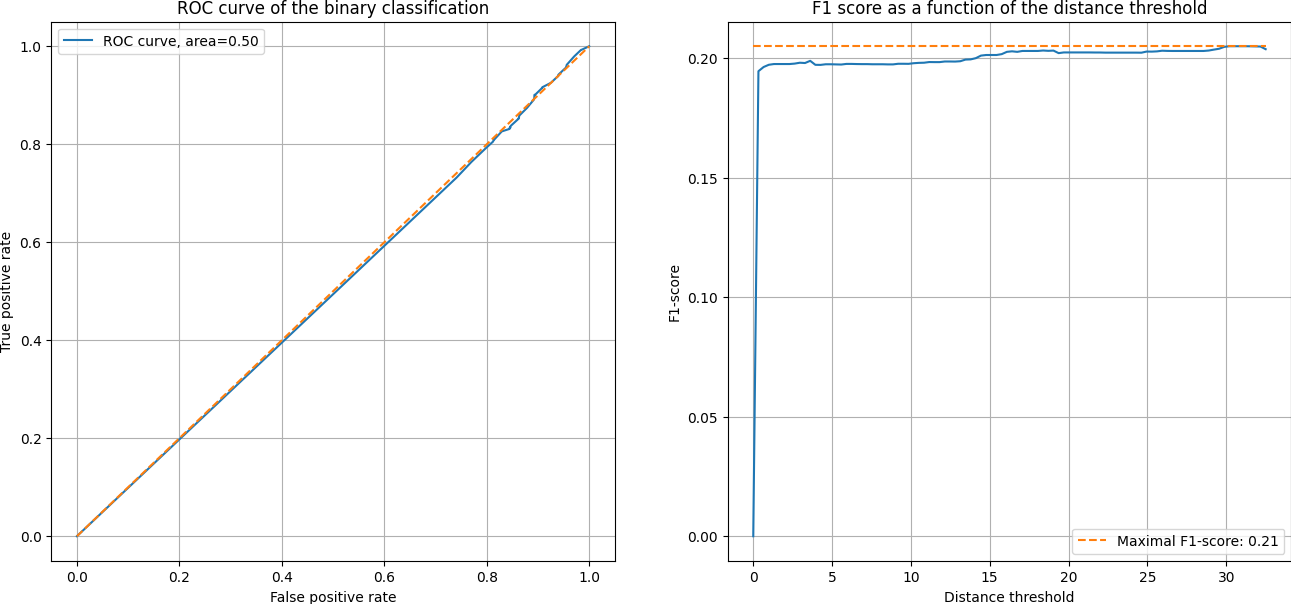 ROC curve of the binary classification
ROC curve, area=0.50
True positive rate
1.0
0.8
0.6
0.4
0.2
0.0
0.0 0.2 0.4 0.6 0.8 1.0
False positive rate
F1 score as a function of the distance threshold
F1-score
0.20
0.15
0.10
0.05
0.00
Maximal F1-score: 0.21
0 5 10 15 20 25 30
Distance threshold